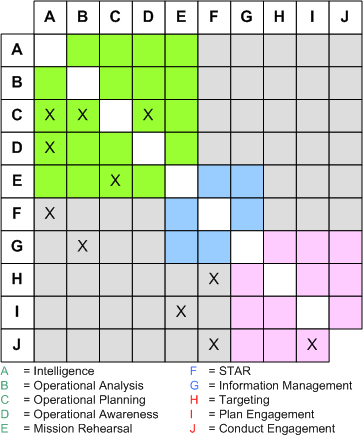 A B C D E F G H I J
A
B
C X X X
D X
E X
F X
G X
H X
I X
J X X
A = Intelligence F = STAR
B = Operational Analysis G = Information Management
C = Operational Planning H = Targeting
D = Operational Awareness I = Plan Engagement
E = Mission Rehearsal J = Conduct Engagement